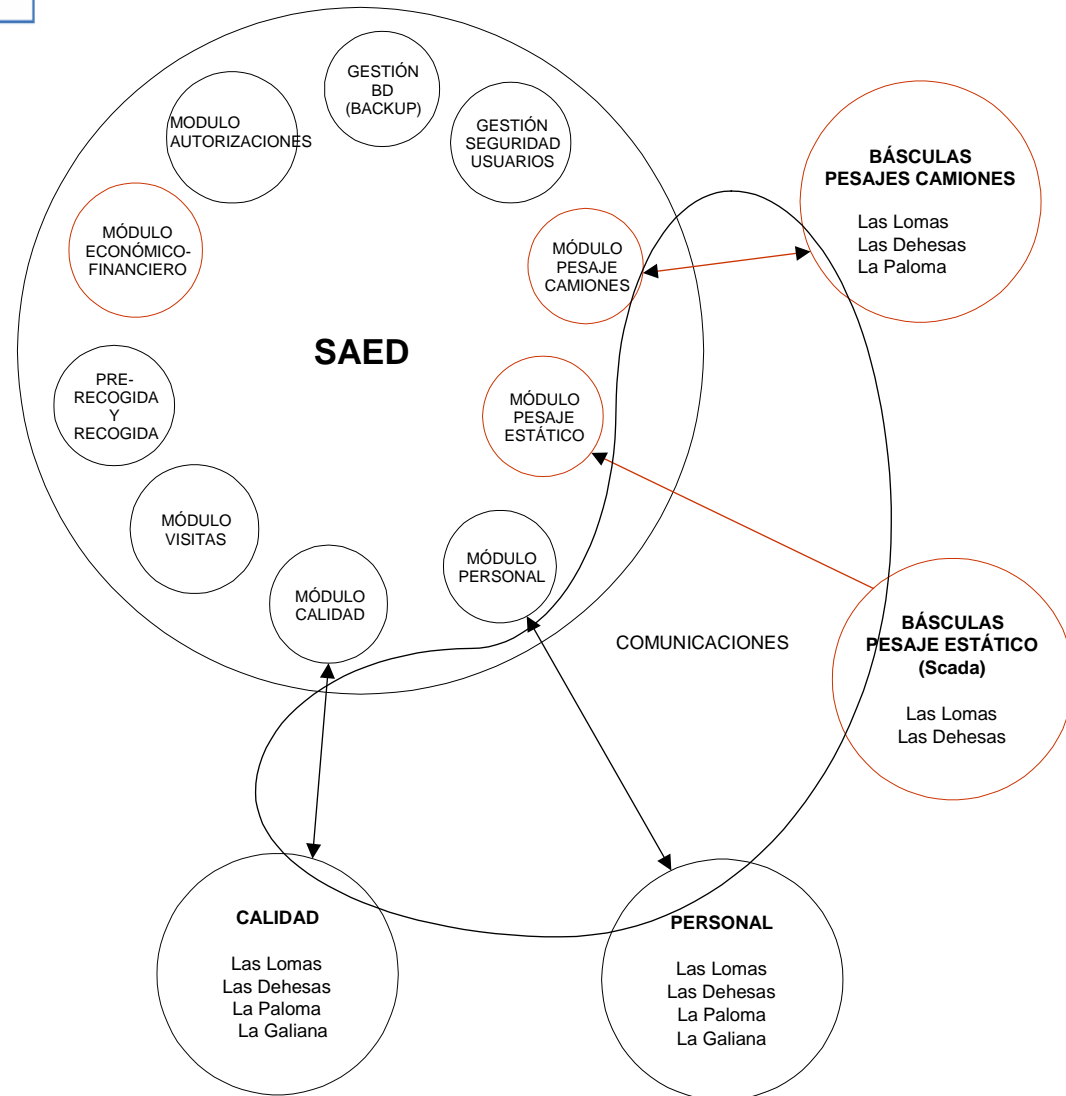 GESTIÓN
BD
(BACKUP)
MODULO
AUTORIZACIONES
GESTIÓN
SEGURIDAD
USUARIOS
BÁSCULAS
PESAJES CAMIONES
Las Lomas
Las Dehesas
La Paloma
MÓDULO
ECONÓMICO-
FINANCIERO
MÓDULO
PESAJE
CAMIONES
SAED
PRE-
RECOGIDA
Y
RECOGIDA
MÓDULO
PESAJE
ESTÁTICO
MÓDULO
VISITAS
MÓDULO
CALIDAD
MÓDULO
PERSONAL
COMUNICACIONES
BÁSCULAS
PESAJE ESTÁTICO
(Scada)
Las Lomas
Las Dehesas
CALIDAD
Las Lomas
Las Dehesas
La Paloma
La Galiana
PERSONAL
Las Lomas
Las Dehesas
La Paloma
La Galiana